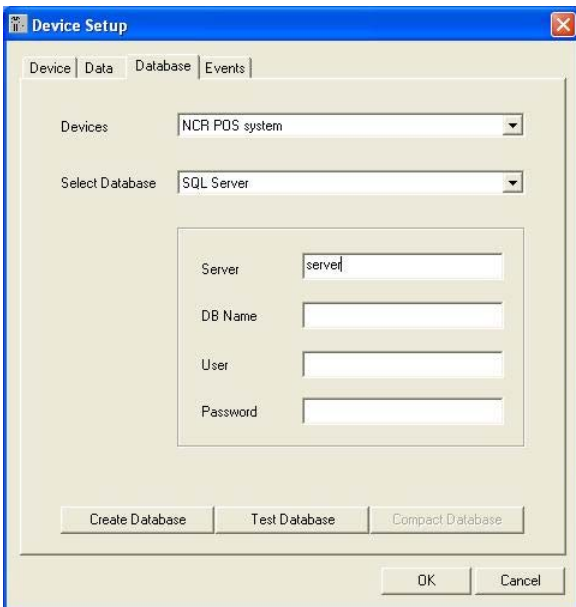 Device Setup
Device Data Database Events
Devices NCR POS system
Select Database SQL Server
Server server
DB Name
User
Password
Create Database Test Database Compact Database
OK Cancel